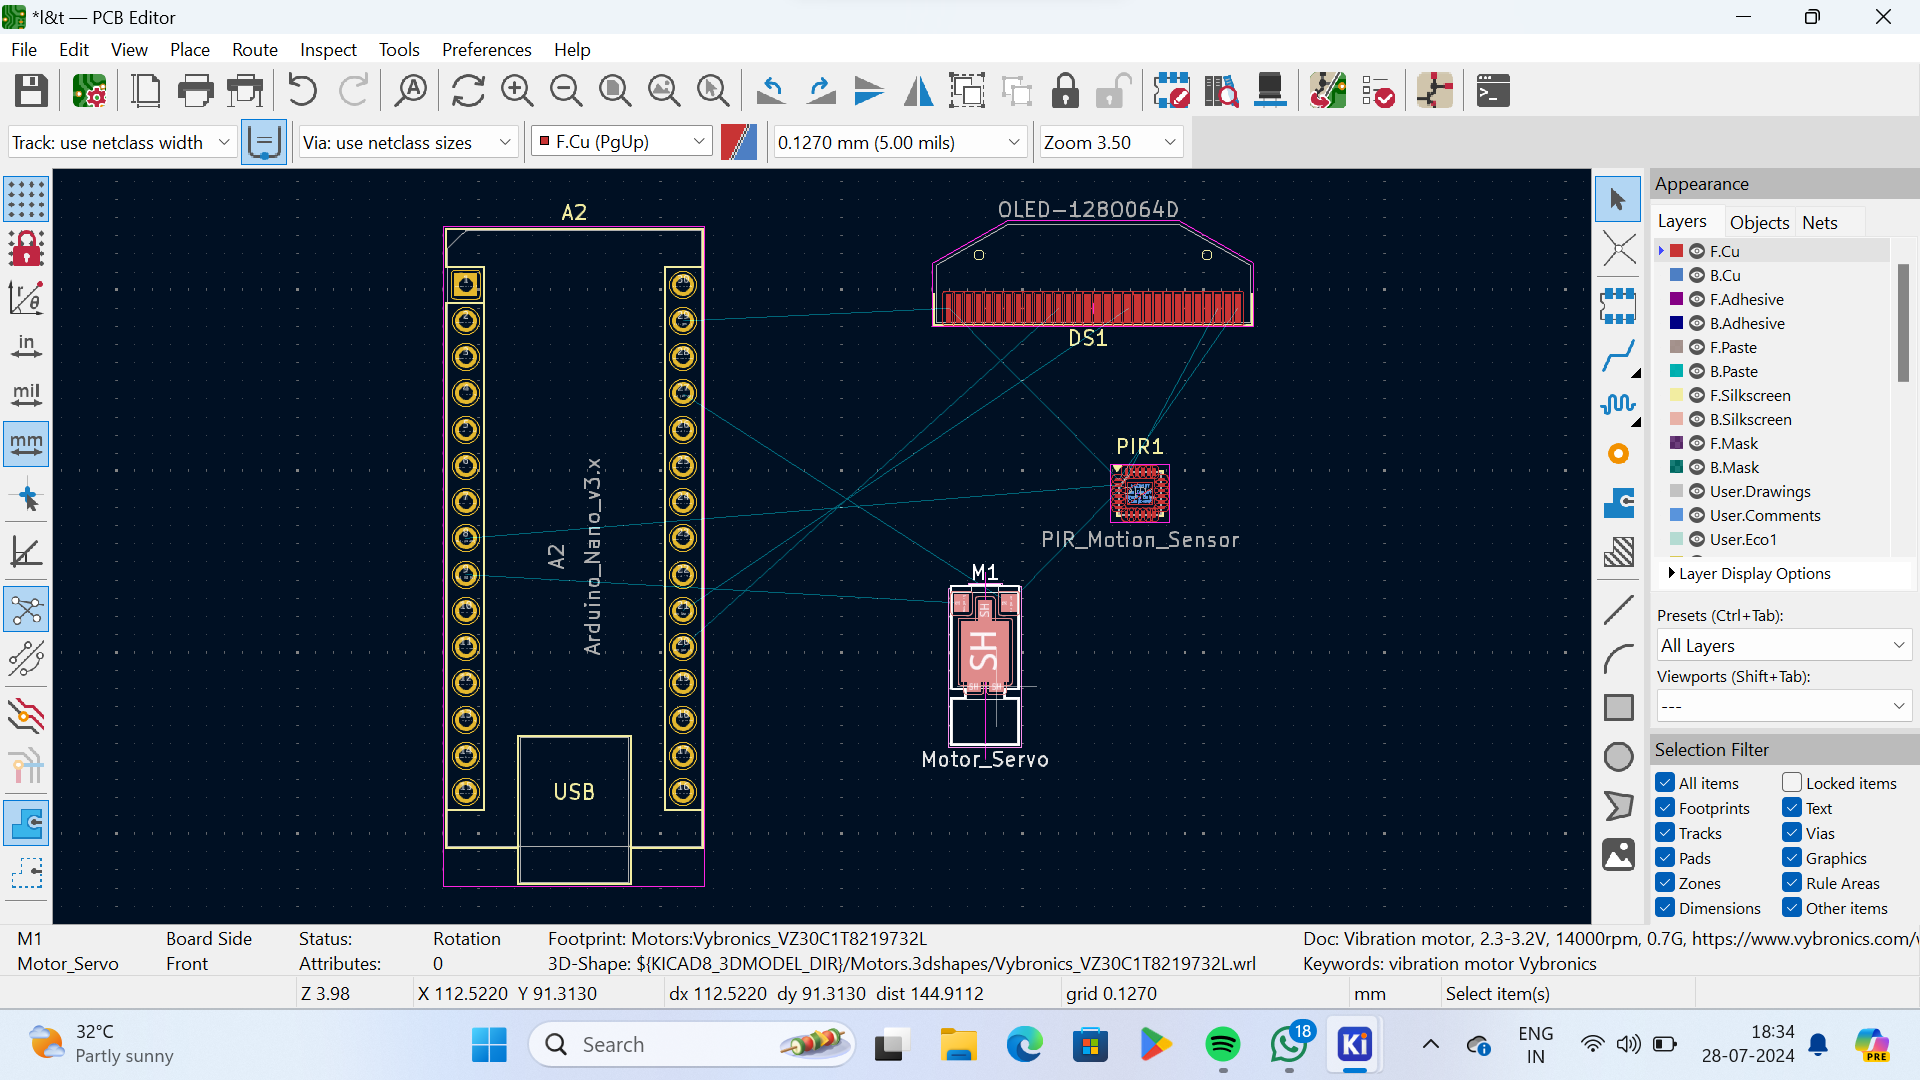 *l&t — PCB Editor
File Edit View Place Route Inspect Tools Preferences Help
Track: use netclass width
Via: use netclass sizes
F.Cu (PgUp)
0.1270 mm (5.00 mils)
Zoom 3.50
in
mil
mm
A2
A2
Arduino_Nano_v3.x
USB
OLED-128O064D
DS1
PIR1
PIR_Motion_Sensor
M1
SH
SH
Motor_Servo
Appearance
Layers Objects Nets
F.Cu
B.Cu
F.Adhesive
B.Adhesive
F.Paste
B.Paste
F.Silkscreen
B.Silkscreen
F.Mask
B.Mask
User.Drawings
User.Comments
User.Eco1
Layer Display Options
Presets (Ctrl+Tab):
All Layers
Viewports (Shift+Tab):
---
Selection Filter
All items Locked items
Footprints Text
Tracks Vias
Pads Graphics
Zones Rule Areas
Dimensions Other items
M1 Board Side Status: Rotation Footprint: Motors:Vybronics_VZ30C1T8219732L Doc: Vibration motor, 2.3-3.2V, 14000rpm, 0.7G, https://www.vybronics.com/
Motor_Servo Front Attributes: 0 3D-Shape: ${KICAD8_3DMODEL_DIR}/Motors.3dshapes/Vybronics_VZ30C1T8219732L.wrl Keywords: vibration motor Vybronics
Z 3.98 X 112.5220 Y 91.3130 dx 112.5220 dy 91.3130 dist 144.9112 grid 0.1270 mm Select item(s)
32°C
Partly sunny
Search
18
Ki
ENG
IN
18:34
28-07-2024
PRE